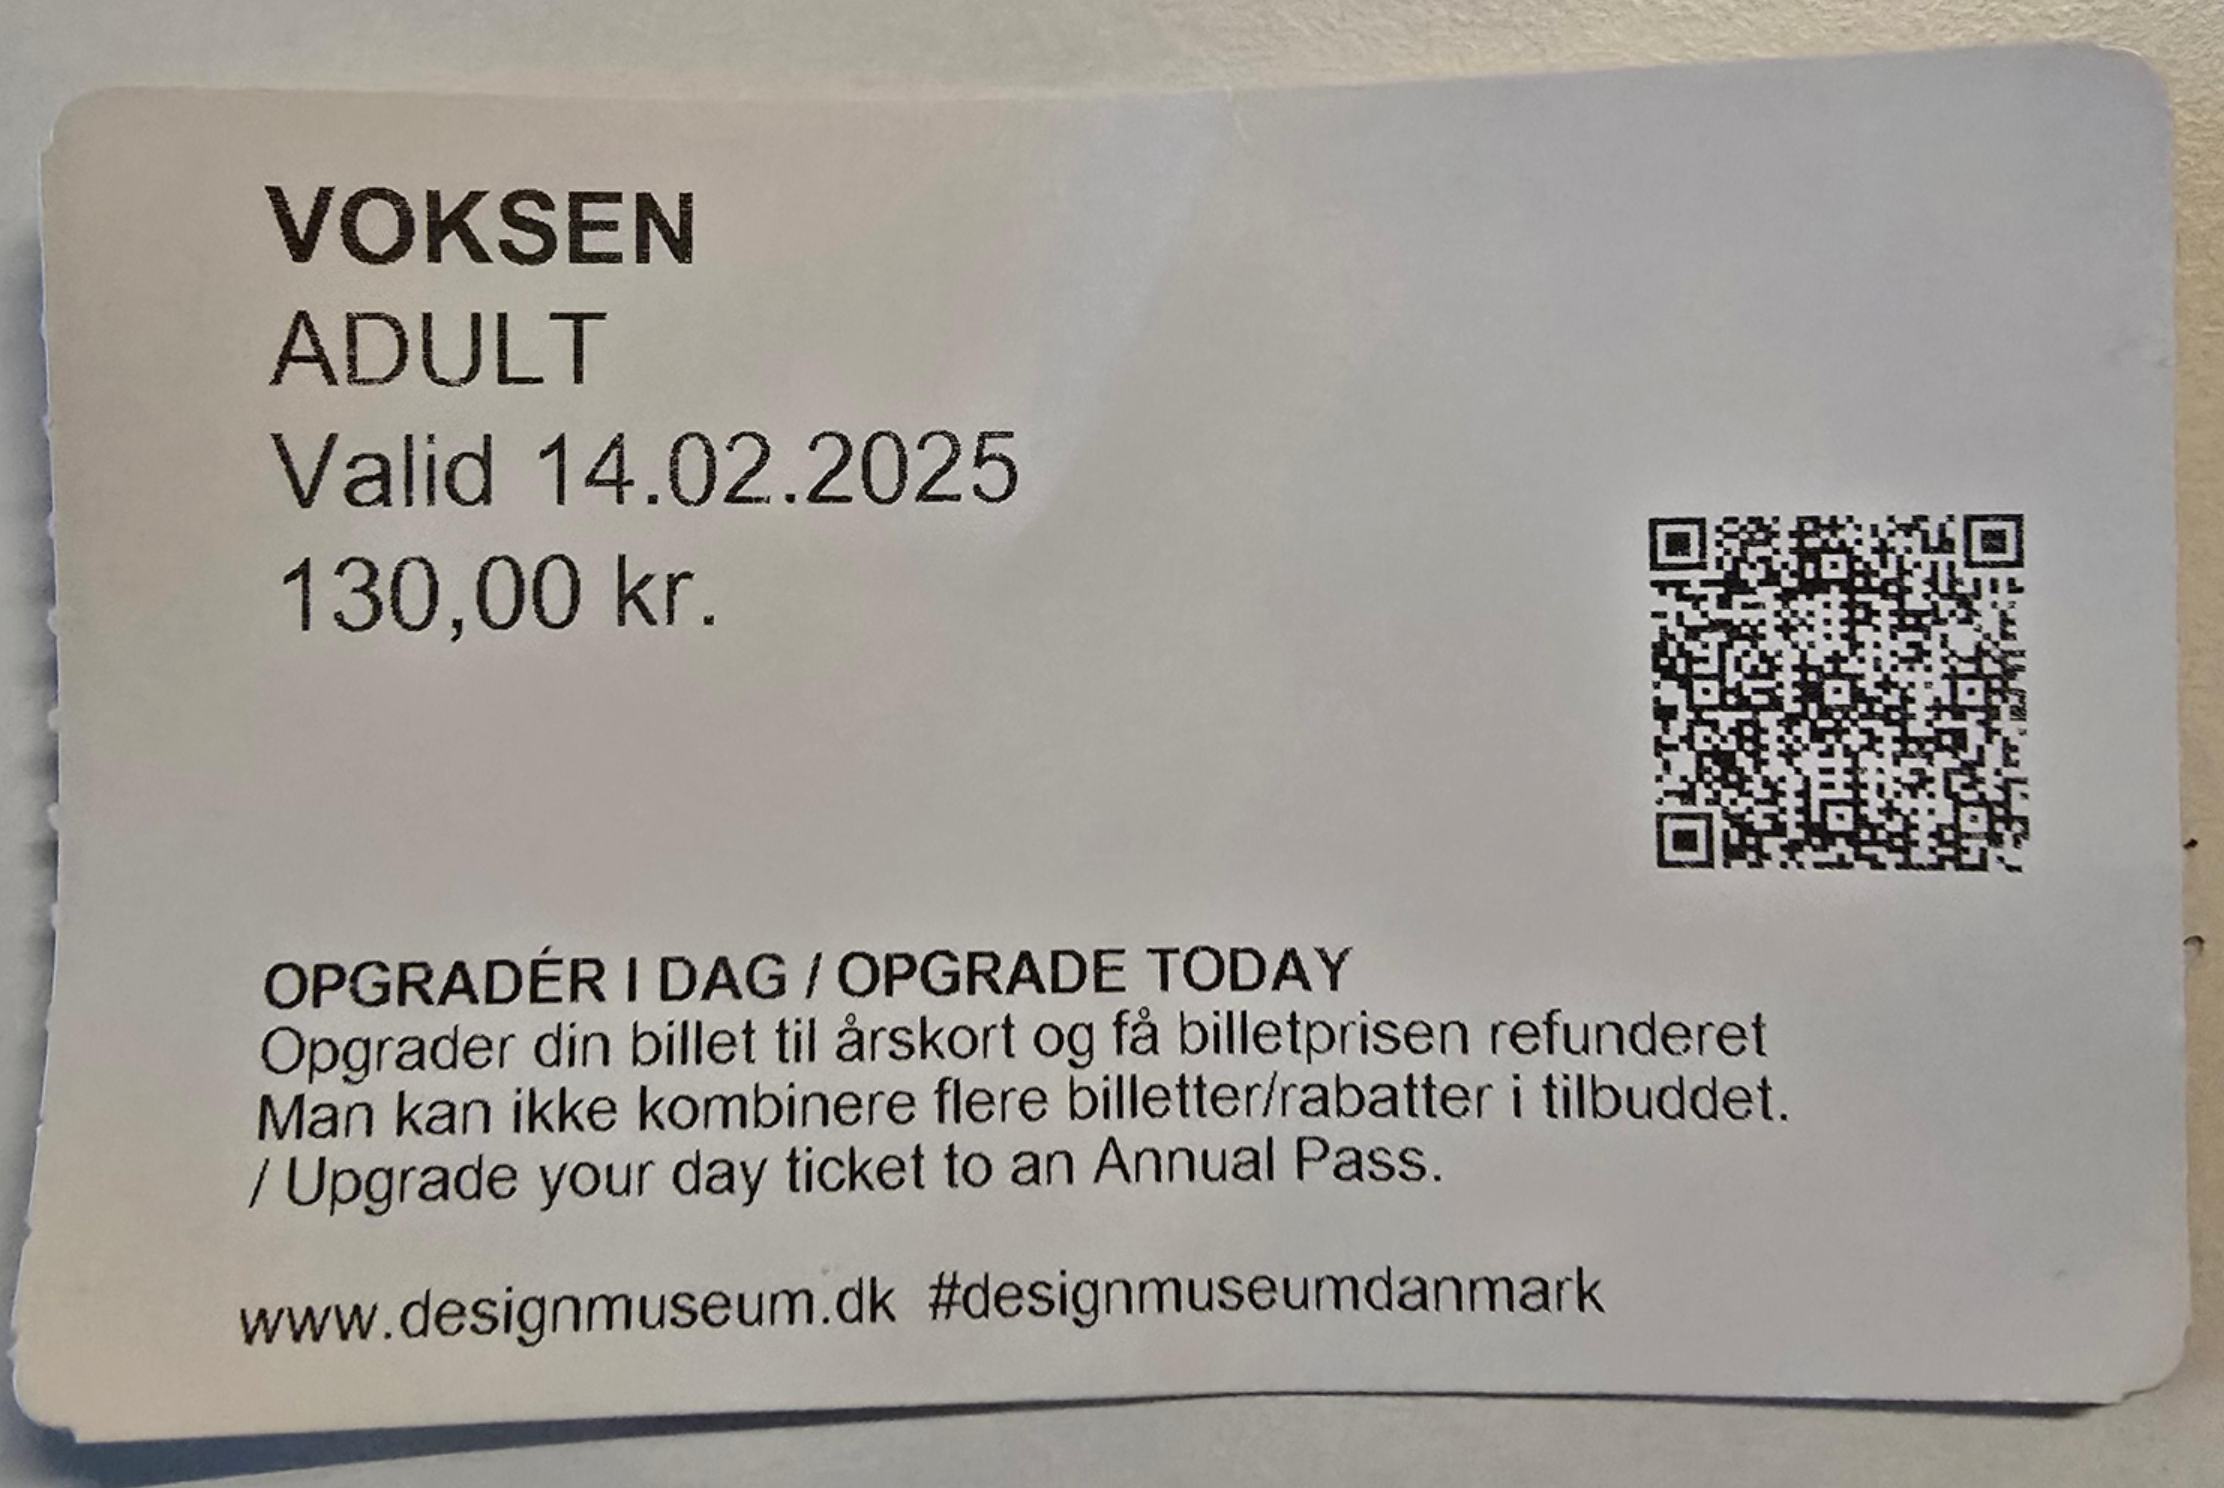 VOKSEN
ADULT
Valid 14.02.2025
130,00 kr.
OPGRADÉR I DAG / OPGRADE TODAY
Opgrader din billet til årskort og få billetprisen refunderet
Man kan ikke kombinere flere billetter/rabatter i tilbuddet.
/ Upgrade your day ticket to an Annual Pass.
www.designmuseum.dk #designmuseumdanmark